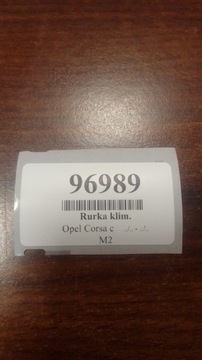 96989
Rurka klim.
Opel Corsa c ../.. - ../..
M2